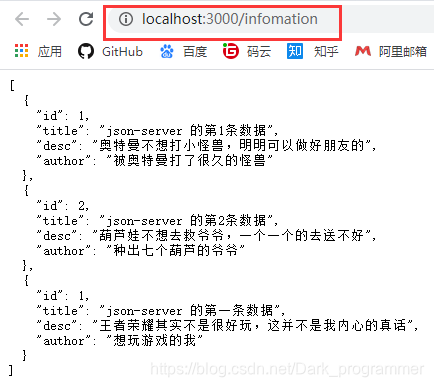 localhost:3000/infomation
应用 GitHub 百度 码云 知 知乎 阿里邮箱
[
  {
    "id": 1,
    "title": "json-server 的第1条数据",
    "desc": "奥特曼不想打小怪兽，明明可以做好朋友的",
    "author": "被奥特曼打了很久的怪兽"
  },
  {
    "id": 2,
    "title": "json-server 的第2条数据",
    "desc": "葫芦娃不想去救爷爷，一个一个的去送不好",
    "author": "种出七个葫芦的爷爷"
  },
  {
    "id": 1,
    "title": "json-server 的第一条数据",
    "desc": "王者荣耀其实不是很好玩，这并不是我内心的真话",
    "author": "想玩游戏的我"
  }
]
https://blog.csdn.net/Dark_programmer